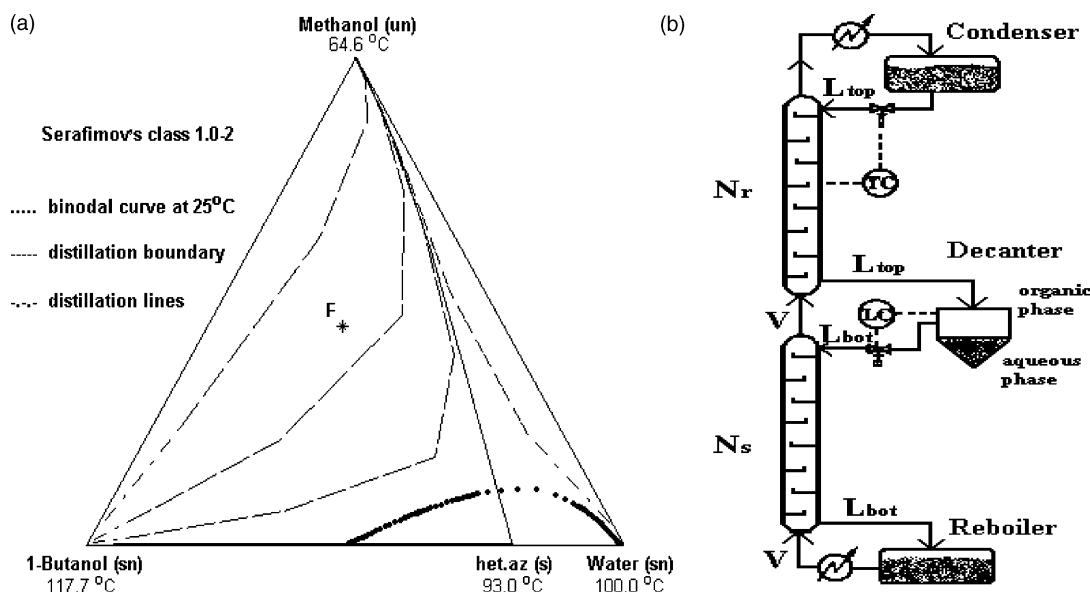 (a)
Methanol (un)
64.6 °C
Serafimov's class 1.0-2
..... binodal curve at 25°C
------ distillation boundary
-·-·- distillation lines
F
1-Butanol (sn)
117.7 °C
het.az (s)
93.0 °C
Water (sn)
100.0 °C
(b)
Condenser
L top
Nr
TC
Decanter
L top
organic
phase
LC
V
Lbot
aqueous
phase
Ns
Lbot
Reboiler
V